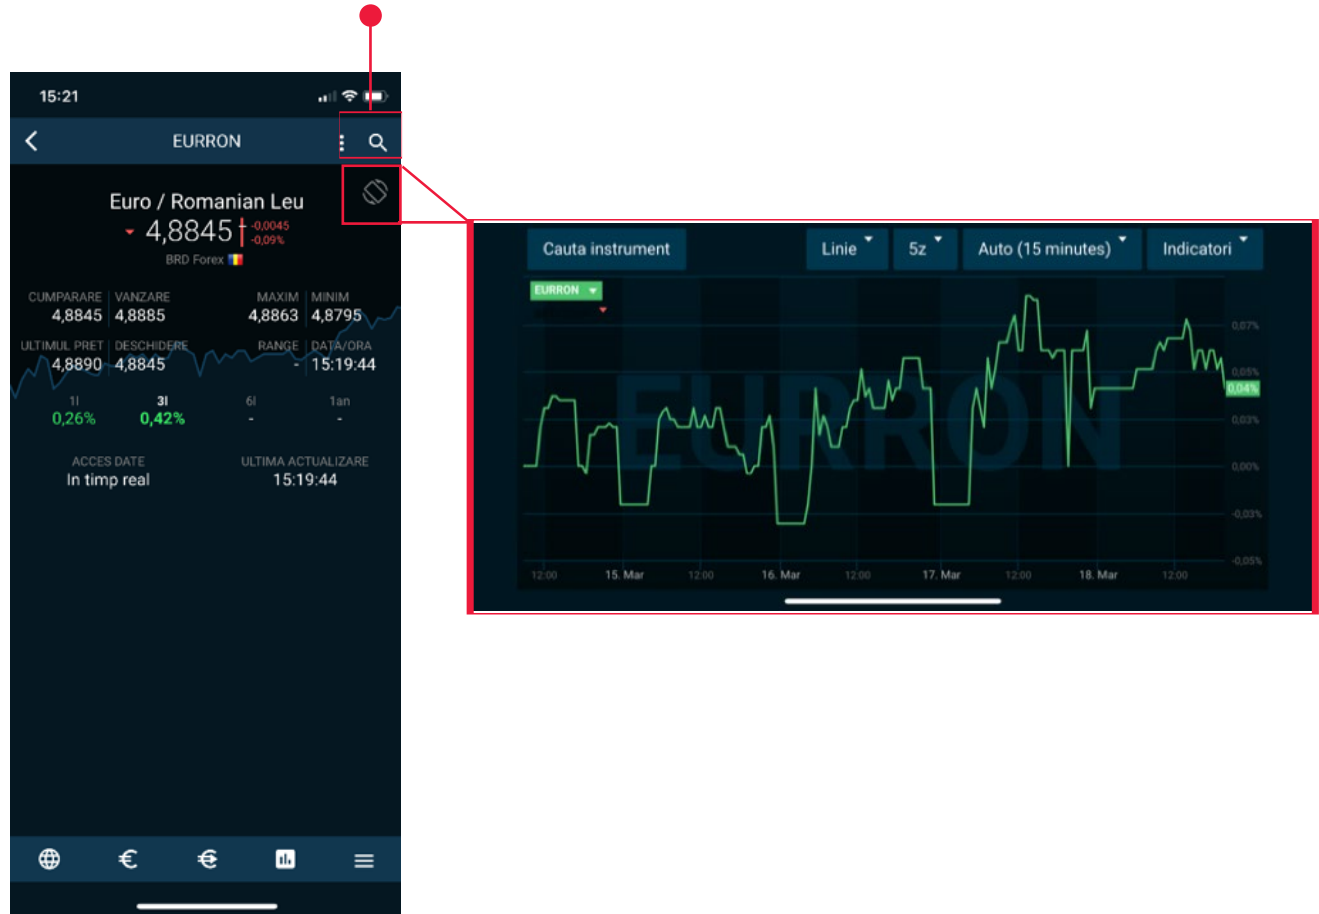 15:21
EURRON
Euro / Romanian Leu
4,8845 -0,0045
-0,09%
BRD Forex
CUMPARARE VANZARE MAXIM MINIM
4,8845 4,8885 4,8863 4,8795
ULTIMUL PRET DESCHIDERE RANGE DATA/ORA
4,8890 4,8845 - 15:19:44
1l 3l 6l 1an
0,26% 0,42% - -
ACCES DATE ULTIMA ACTUALIZARE
In timp real 15:19:44
Cauta instrument Linie 5z Auto (15 minutes) Indicatori
EURRON
EURRON
0,07%
0,05%
0,04%
0,03%
0,00%
-0,03%
-0,05%
12:00 15. Mar 12:00 16. Mar 12:00 17. Mar 12:00 18. Mar 12:00